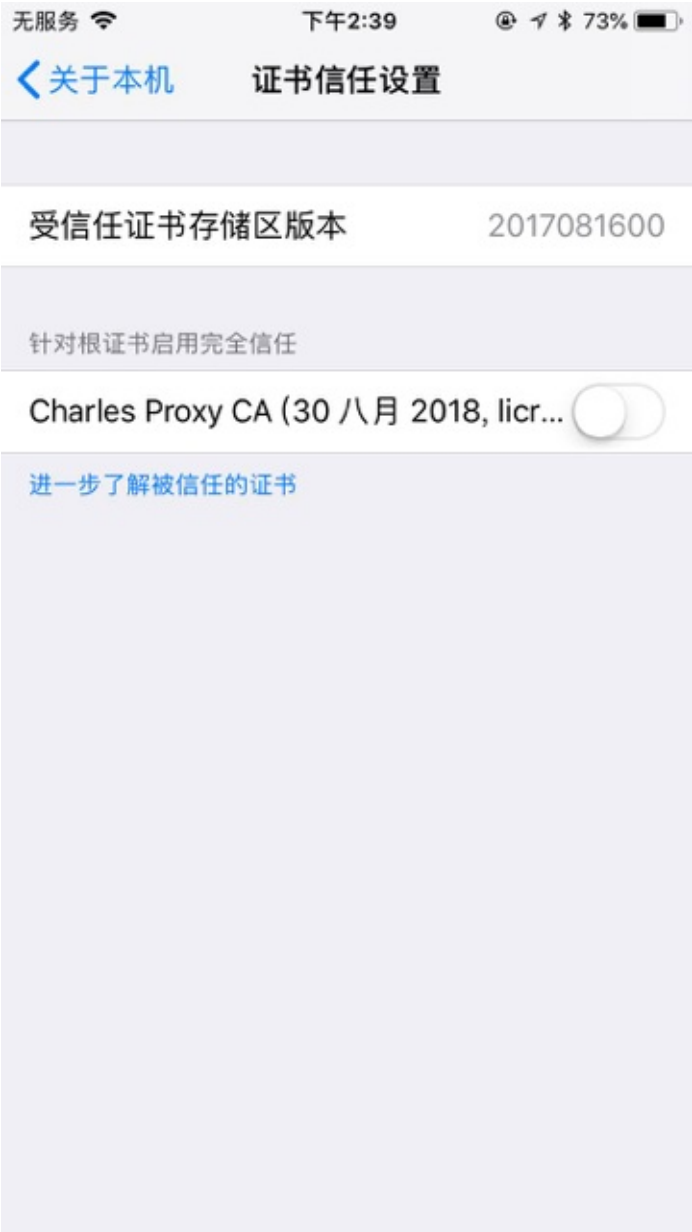 无服务 下午2:39 73%
关于本机 证书信任设置
受信任证书存储区版本 2017081600
针对根证书启用完全信任
Charles Proxy CA (30 八月 2018, licr...
进一步了解被信任的证书